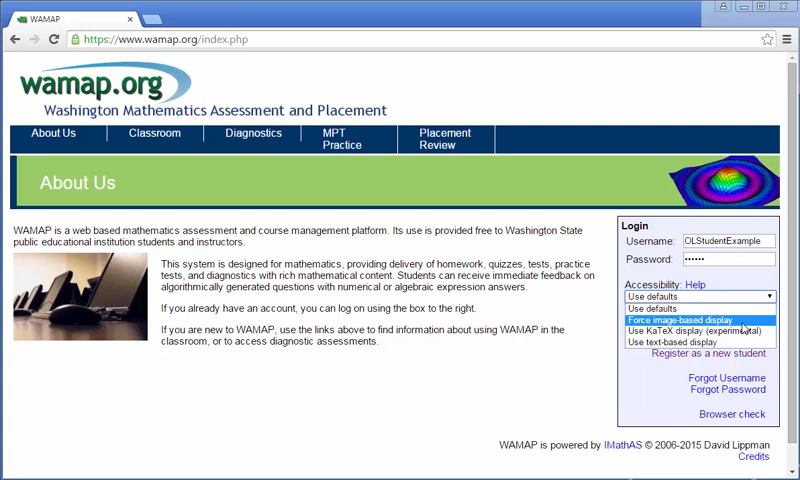 WAMAP
https://www.wamap.org/index.php
wamap.org
Washington Mathematics Assessment and Placement
About Us
Classroom
Diagnostics
MPT
Practice
Placement
Review
About Us
WAMAP is a web based mathematics assessment and course management platform. Its use is provided free to Washington State
public educational institution students and instructors.
This system is designed for mathematics, providing delivery of homework, quizzes, tests, practice
tests, and diagnostics with rich mathematical content. Students can receive immediate feedback on
algorithmically generated questions with numerical or algebraic expression answers.
If you already have an account, you can log on using the box to the right.
If you are new to WAMAP, use the links above to find information about using WAMAP in the
classroom, or to access diagnostic assessments.
Login
Username: OLStudentExample
Password: ••••••
Accessibility: Help
Use defaults
Use defaults
Force image-based display
Use KaTeX display (experimental)
Use text-based display
Register as a new student
Forgot Username
Forgot Password
Browser check
WAMAP is powered by IMathAS © 2006-2015 David Lippman
Credits